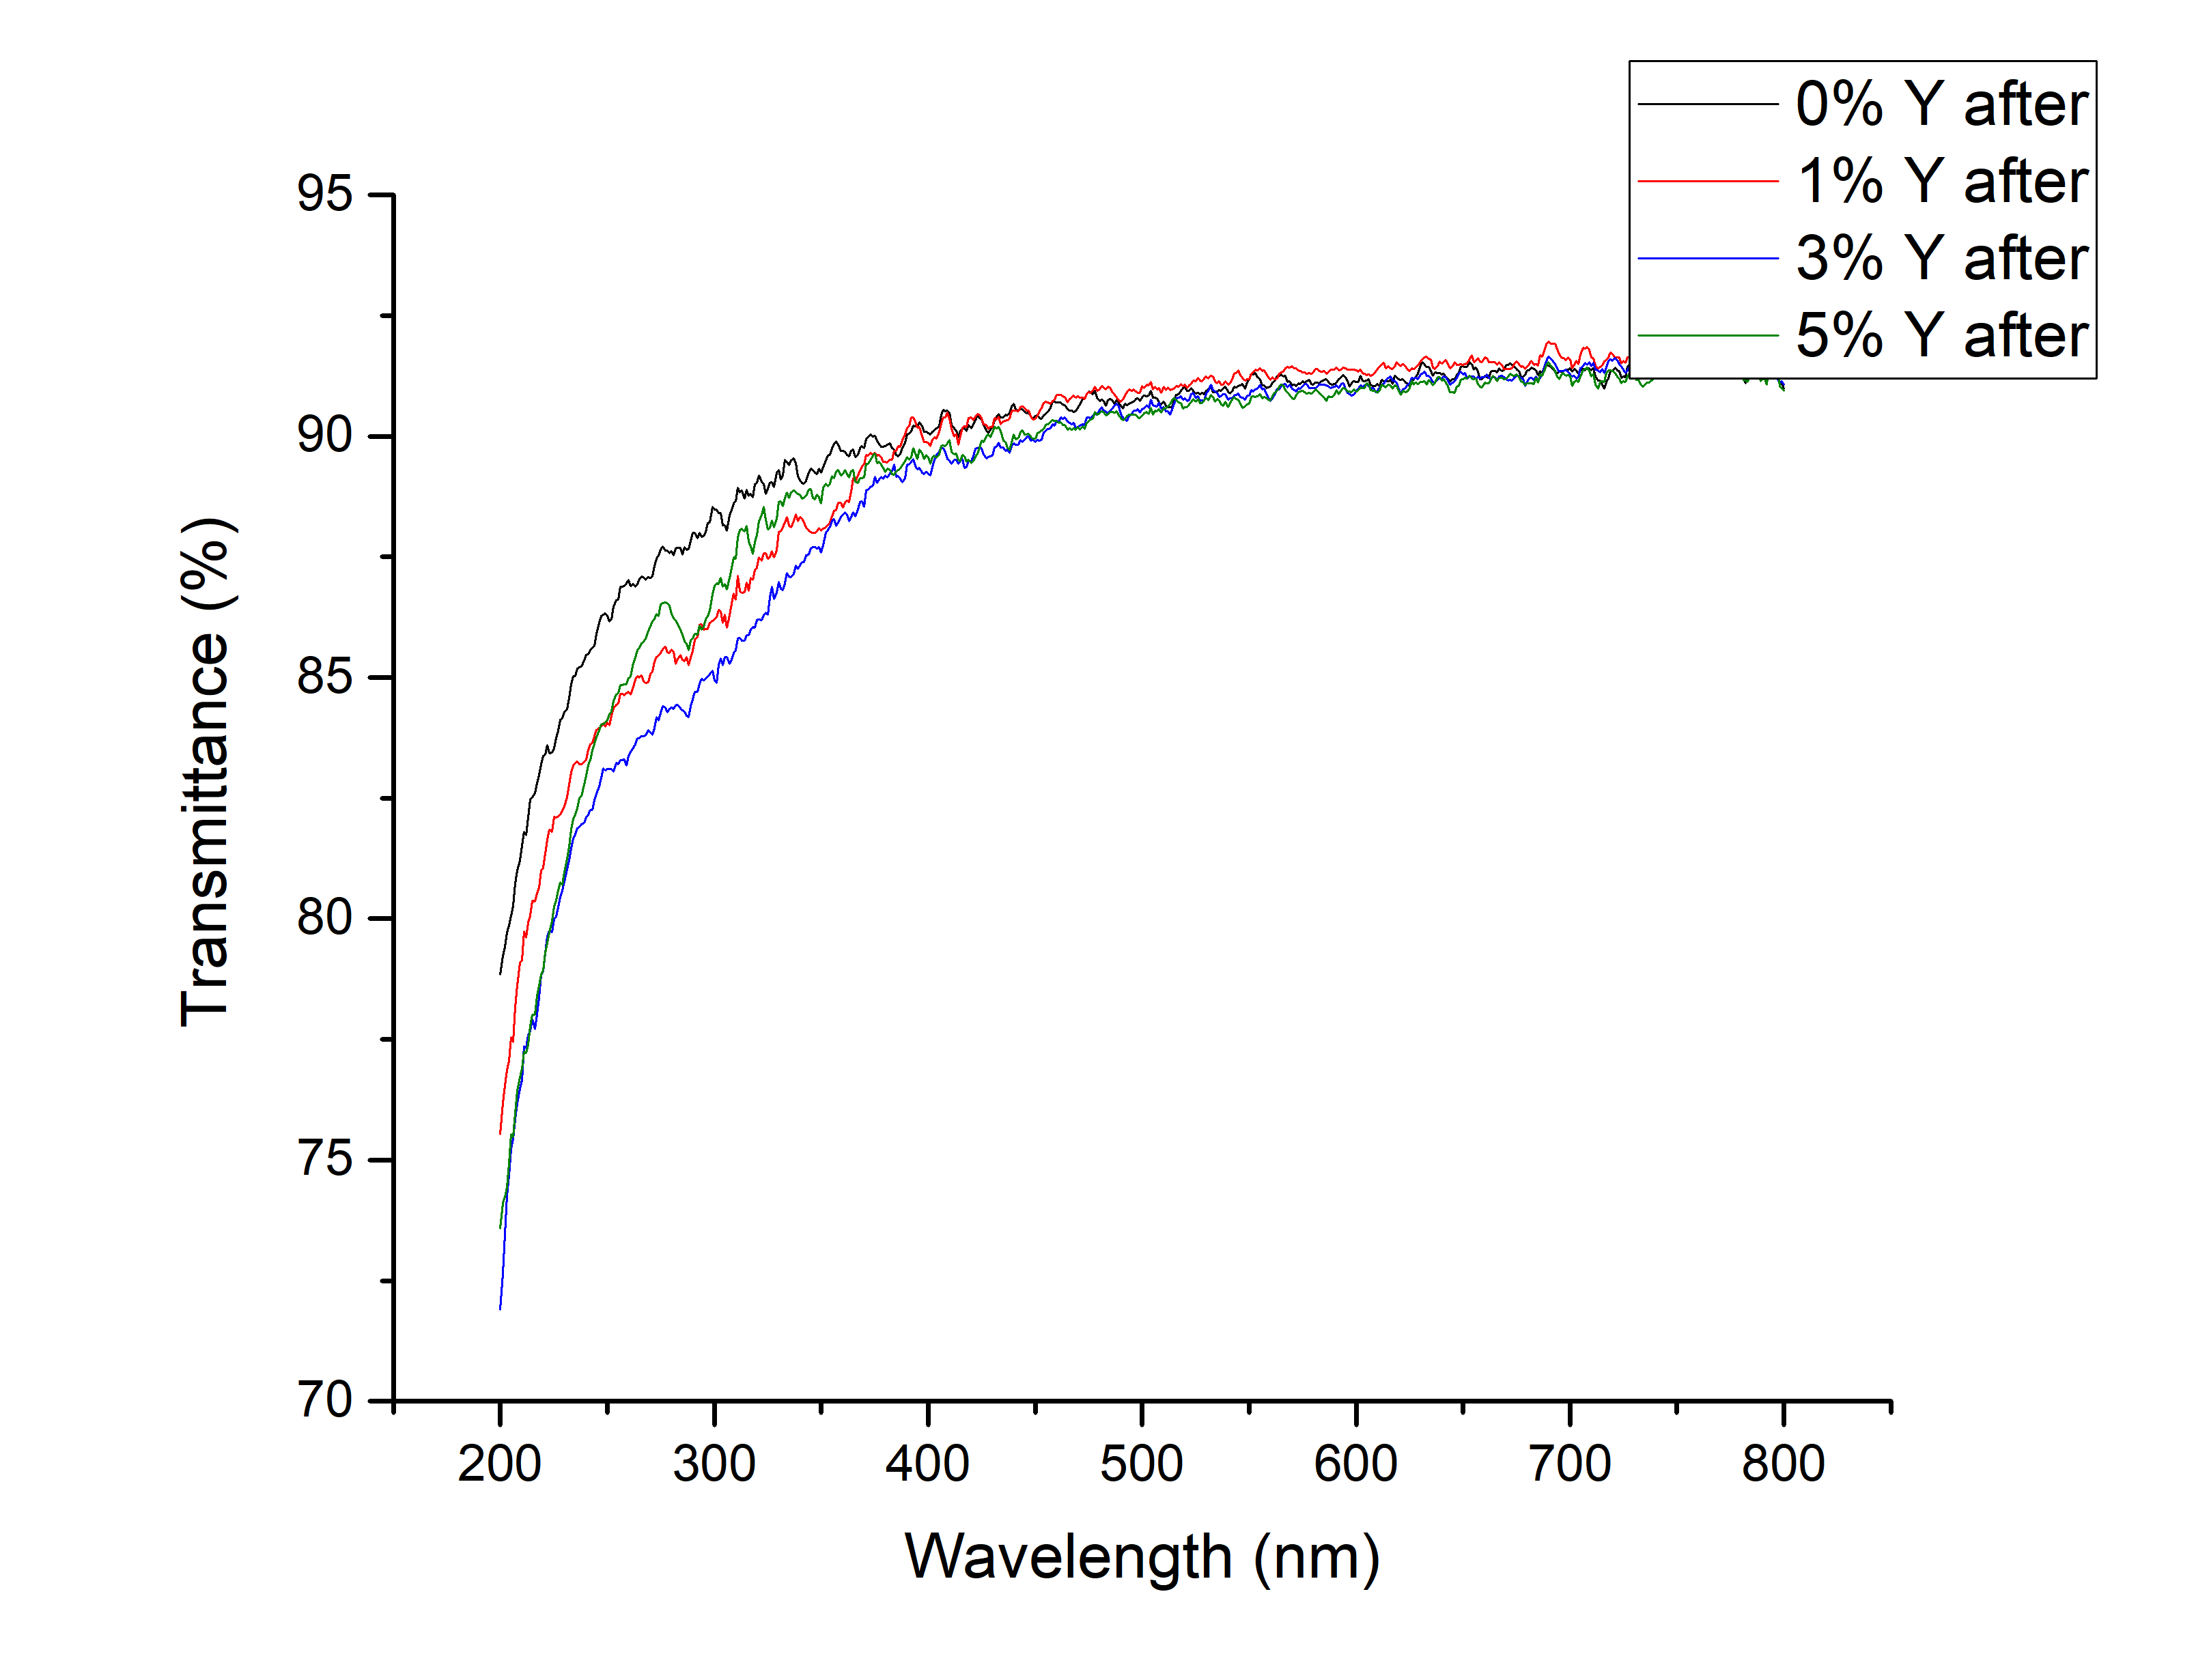 0% Y after
1% Y after
3% Y after
5% Y after
95
90
85
80
75
70
Transmittance (%)
200 300 400 500 600 700 800
Wavelength (nm)